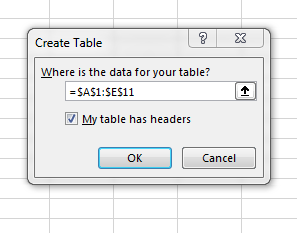 Create Table
Where is the data for your table?
=$A$1:$E$11
My table has headers
OK
Cancel